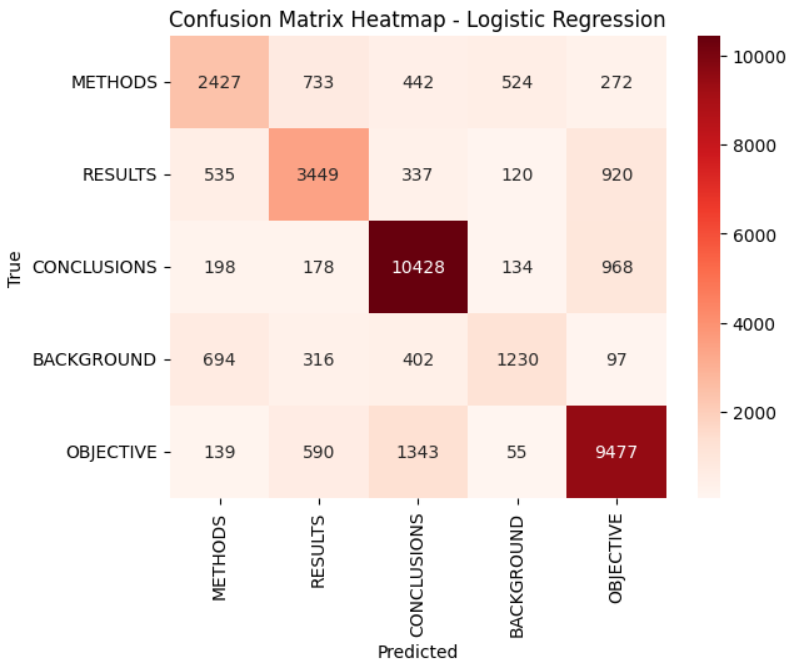 Confusion Matrix Heatmap - Logistic Regression
METHODS 2427 733 442 524 272
RESULTS 535 3449 337 120 920
CONCLUSIONS 198 178 10428 134 968
BACKGROUND 694 316 402 1230 97
OBJECTIVE 139 590 1343 55 9477
True
METHODS
RESULTS
CONCLUSIONS
BACKGROUND
OBJECTIVE
Predicted
10000
8000
6000
4000
2000